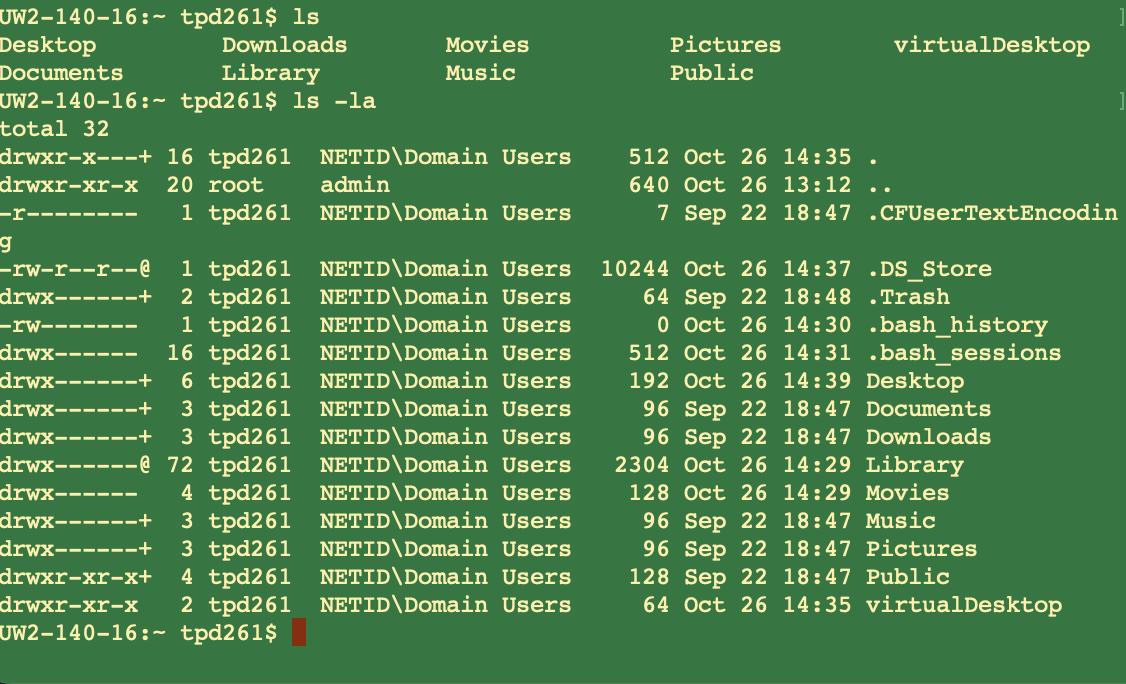 UW2-140-16:~ tpd261$ ls
Desktop         Downloads       Movies          Pictures        virtualDesktop
Documents       Library         Music           Public
UW2-140-16:~ tpd261$ ls -la
total 32
drwxr-x---+ 16 tpd261  NETID\Domain Users    512 Oct 26 14:35 .
drwxr-xr-x  20 root    admin                 640 Oct 26 13:12 ..
-r--------   1 tpd261  NETID\Domain Users      7 Sep 22 18:47 .CFUserTextEncodin
g
-rw-r--r--@  1 tpd261  NETID\Domain Users  10244 Oct 26 14:37 .DS_Store
drwx------+  2 tpd261  NETID\Domain Users     64 Sep 22 18:48 .Trash
-rw-------   1 tpd261  NETID\Domain Users      0 Oct 26 14:30 .bash_history
drwx------  16 tpd261  NETID\Domain Users    512 Oct 26 14:31 .bash_sessions
drwx------+  6 tpd261  NETID\Domain Users    192 Oct 26 14:39 Desktop
drwx------+  3 tpd261  NETID\Domain Users     96 Sep 22 18:47 Documents
drwx------+  3 tpd261  NETID\Domain Users     96 Sep 22 18:47 Downloads
drwx------@ 72 tpd261  NETID\Domain Users   2304 Oct 26 14:29 Library
drwx------   4 tpd261  NETID\Domain Users    128 Oct 26 14:29 Movies
drwx------+  3 tpd261  NETID\Domain Users     96 Sep 22 18:47 Music
drwx------+  3 tpd261  NETID\Domain Users     96 Sep 22 18:47 Pictures
drwxr-xr-x+  4 tpd261  NETID\Domain Users    128 Sep 22 18:47 Public
drwxr-xr-x   2 tpd261  NETID\Domain Users     64 Oct 26 14:35 virtualDesktop
UW2-140-16:~ tpd261$